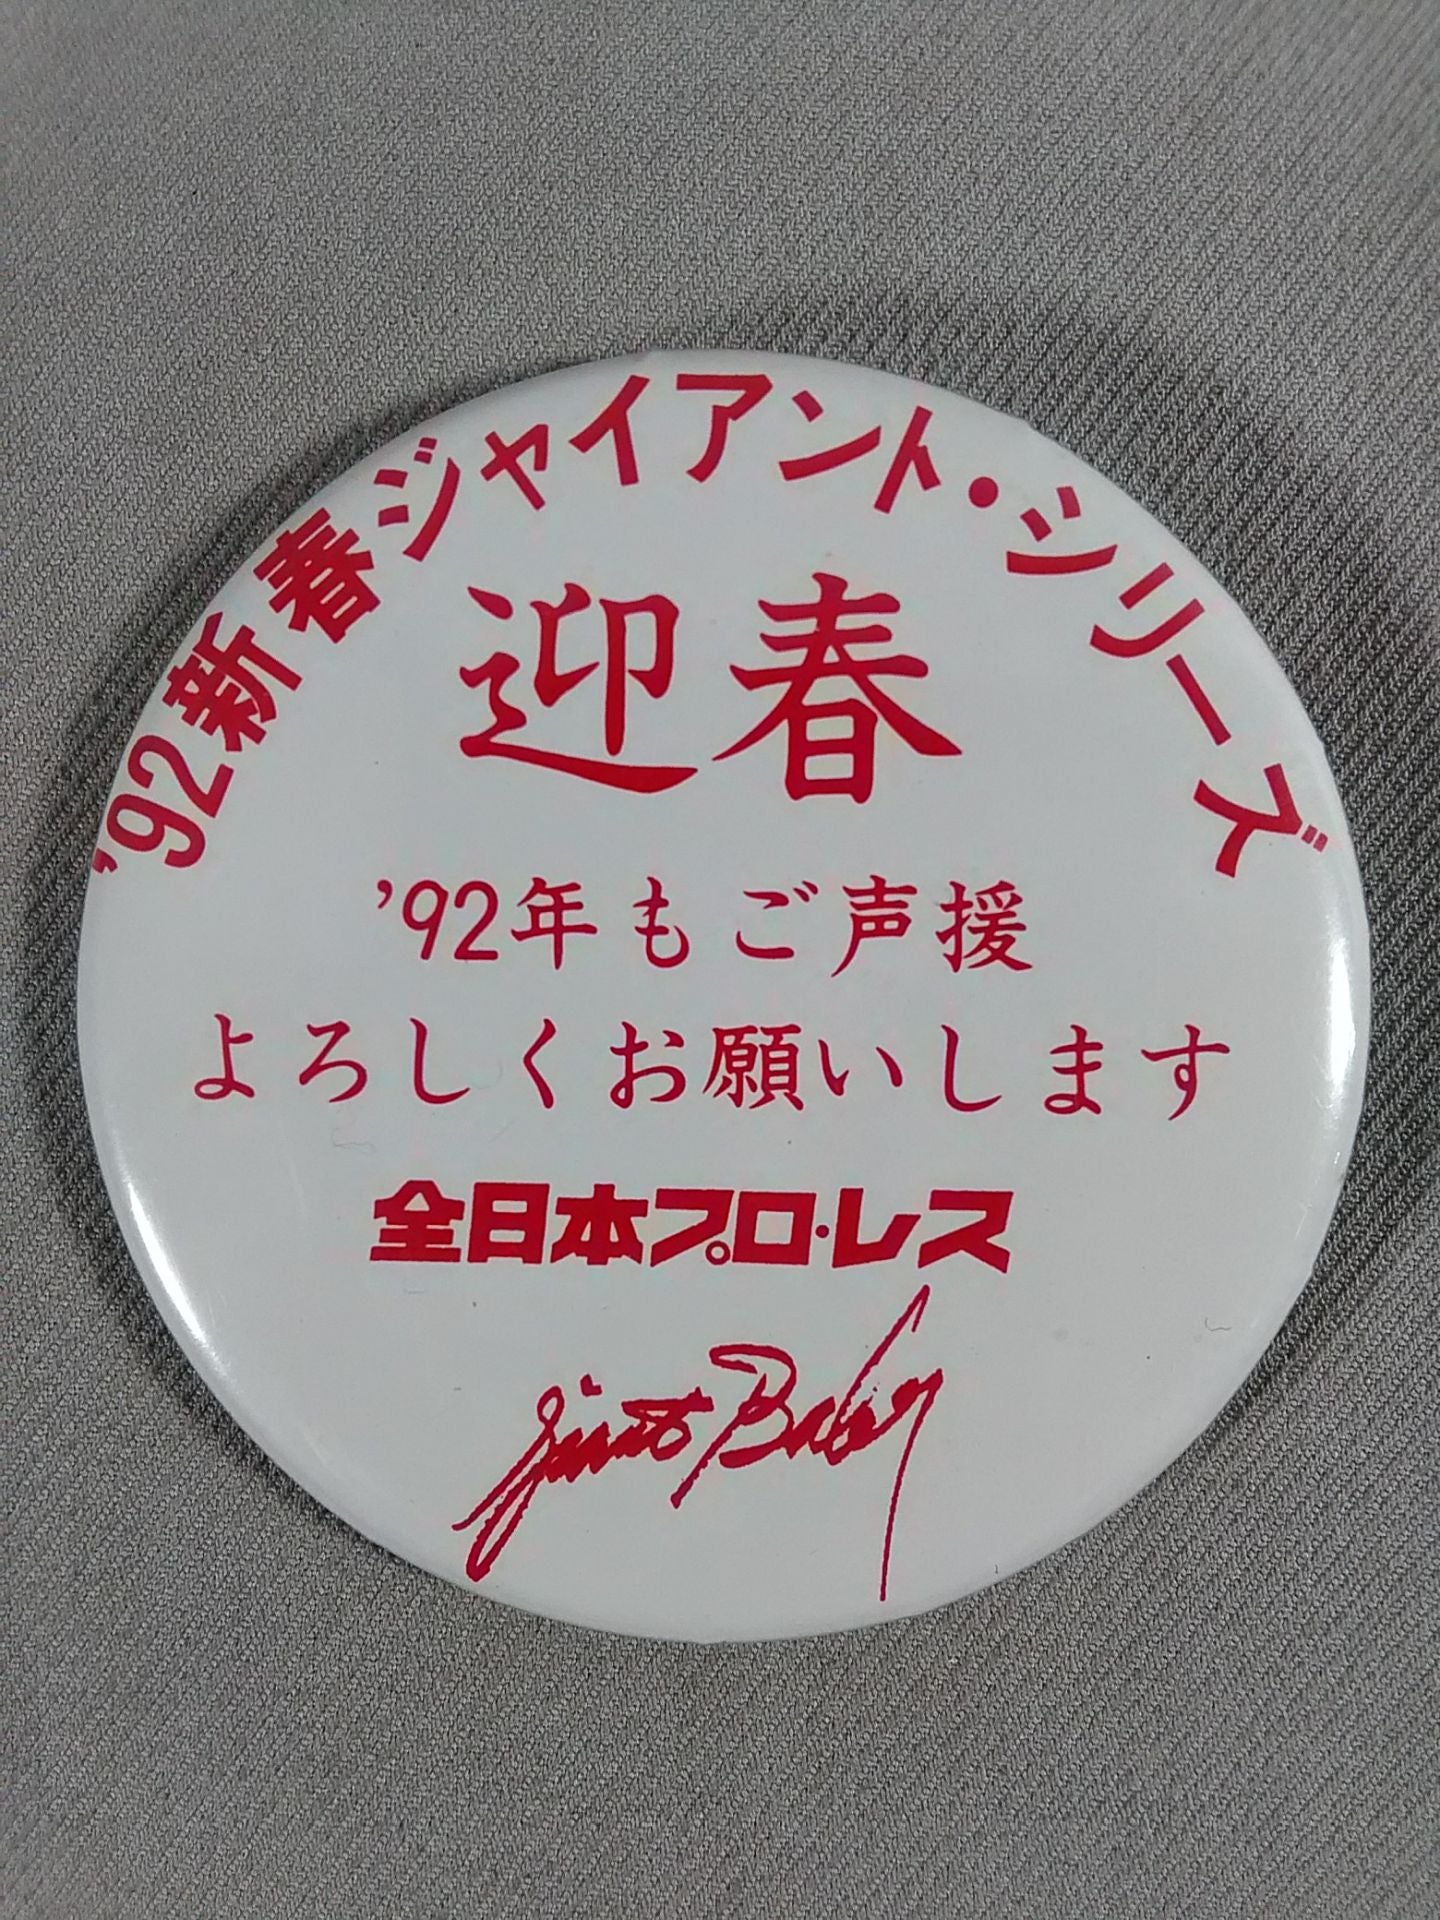 '92新春ジャイアント・シリーズ
迎春
'92年もご声援
よろしくお願いします
全日本プロ・レス
Giant Baba